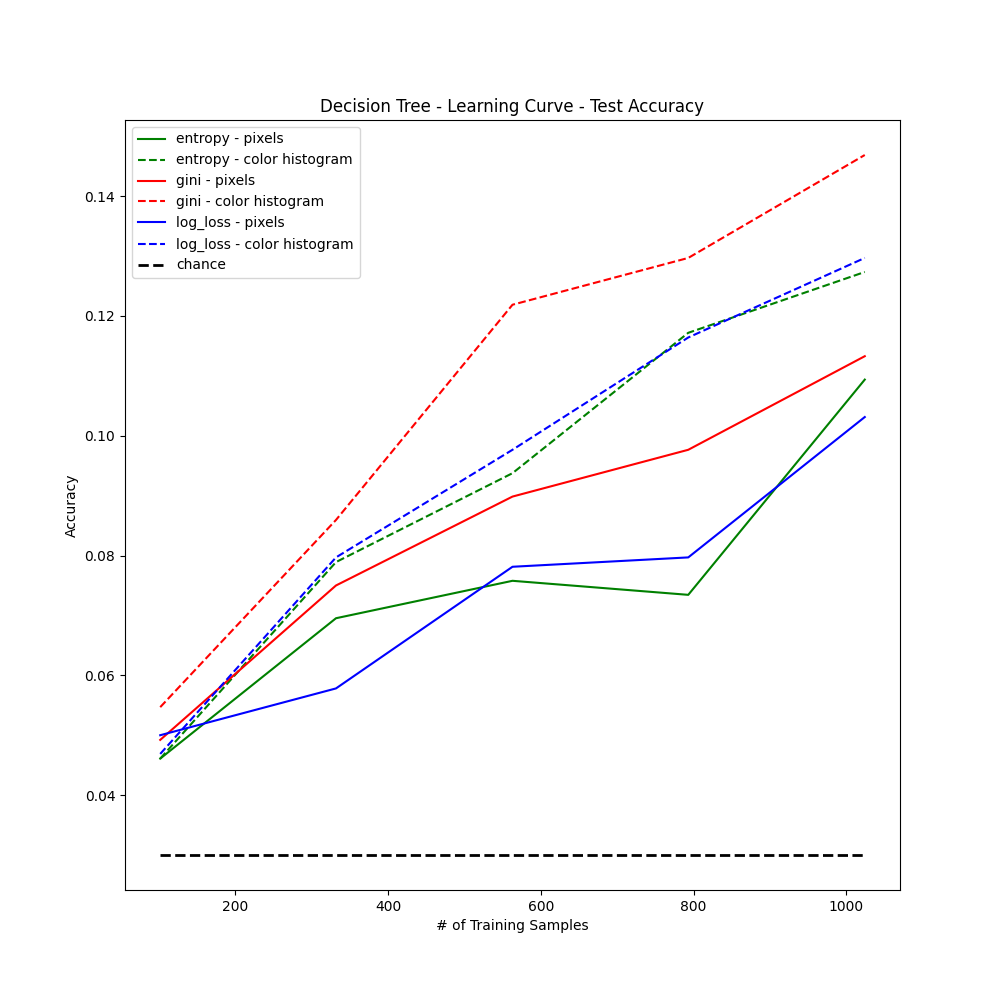 Decision Tree - Learning Curve - Test Accuracy
entropy - pixels
entropy - color histogram
gini - pixels
gini - color histogram
log_loss - pixels
log_loss - color histogram
chance
0.14
0.12
0.10
0.08
0.06
0.04
Accuracy
200 400 600 800 1000
# of Training Samples